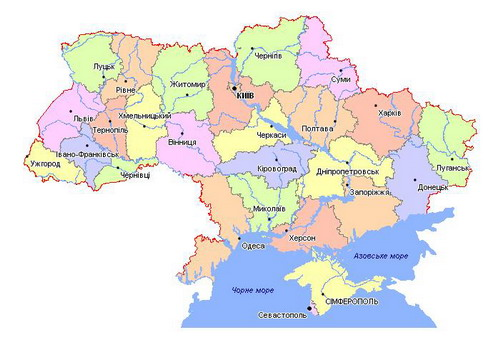 Чернігів
Луцьк
Суми
Рівне
Житомир
КИЇВ
Львів
Хмельницький
Харків
Тернопіль
Полтава
Черкаси
Вінниця
Івано-Франківськ
Ужгород
Луганськ
Кіровоград
Дніпропетровськ
Чернівці
Донецьк
Запоріжжя
Миколаїв
Одеса
Херсон
Азовське море
Чорне море
СІМФЕРОПОЛЬ
Севастополь